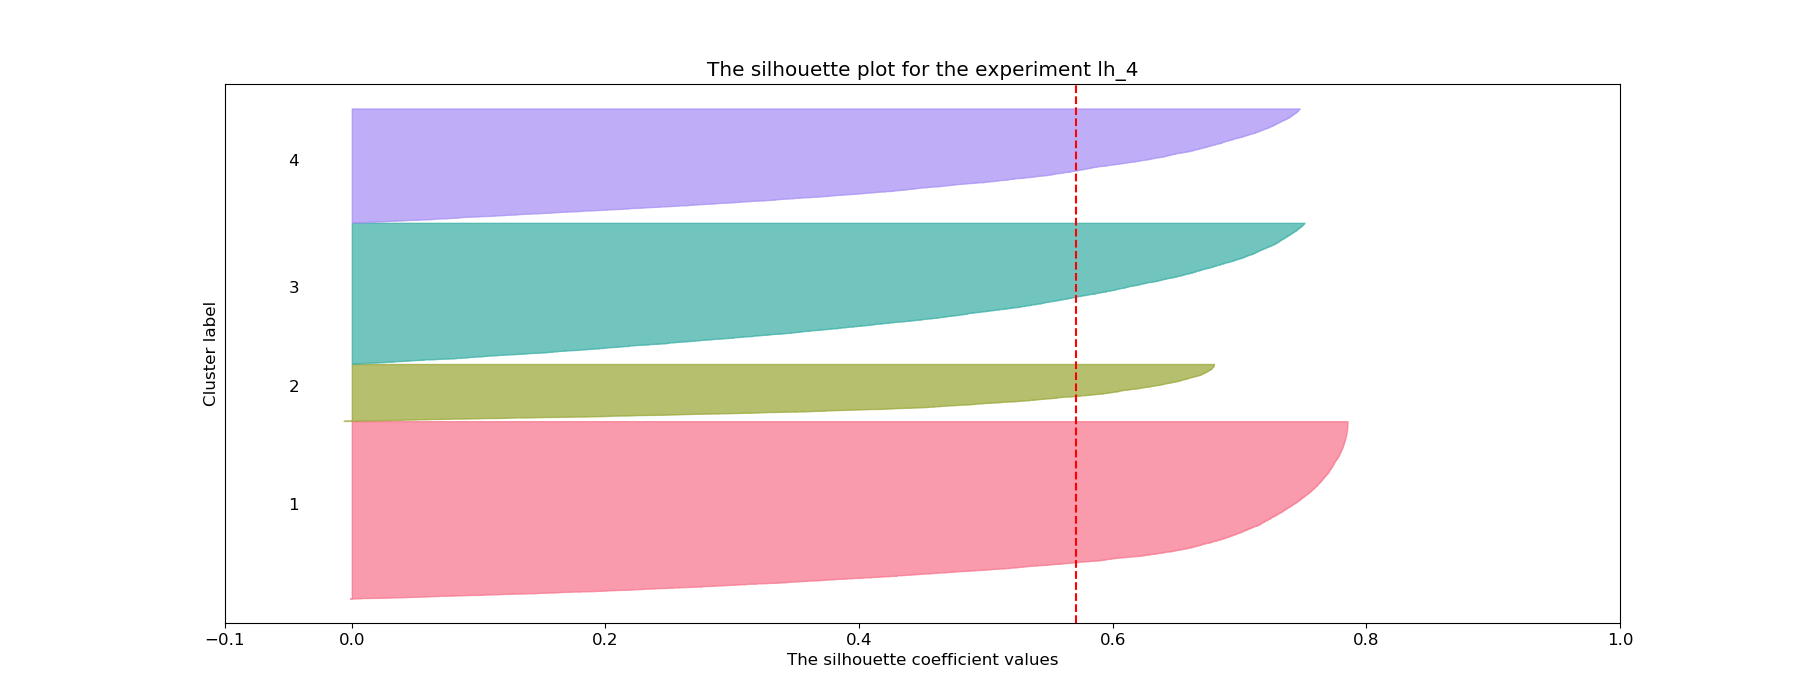 The silhouette plot for the experiment lh_4
4
3
2
1
Cluster label
−0.1 0.0 0.2 0.4 0.6 0.8 1.0
The silhouette coefficient values